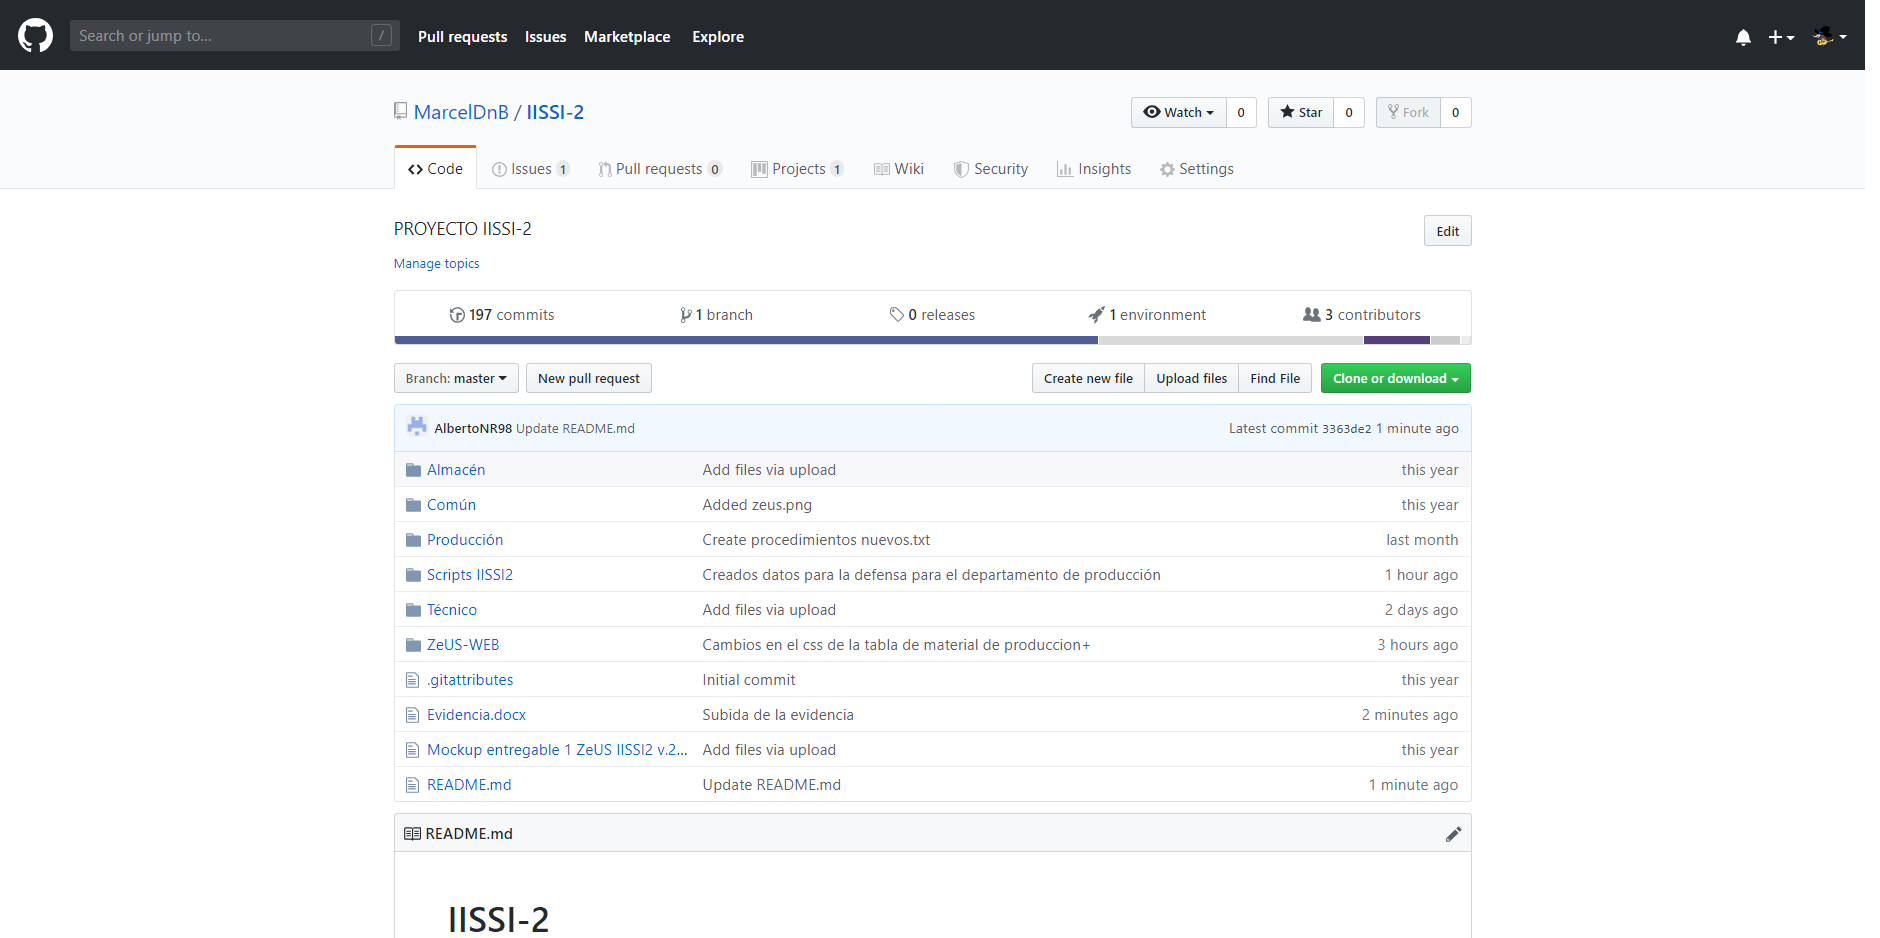 Search or jump to... / Pull requests Issues Marketplace Explore
MarcelDnB / IISSI-2 Watch 0 Star 0 Fork 0
Code Issues 1 Pull requests 0 Projects 1 Wiki Security Insights Settings
PROYECTO IISSI-2 Edit
Manage topics
197 commits 1 branch 0 releases 1 environment 3 contributors
Branch: master New pull request Create new file Upload files Find File Clone or download
AlbertoNR98 Update README.md Latest commit 3363de2 1 minute ago
Almacén Add files via upload this year
Común Added zeus.png this year
Producción Create procedimientos nuevos.txt last month
Scripts IISSI2 Creados datos para la defensa para el departamento de producción 1 hour ago
Técnico Add files via upload 2 days ago
ZeUS-WEB Cambios en el css de la tabla de material de produccion+ 3 hours ago
.gitattributes Initial commit this year
Evidencia.docx Subida de la evidencia 2 minutes ago
Mockup entregable 1 ZeUS IISSI2 v.2... Add files via upload this year
README.md Update README.md 1 minute ago
README.md
IISSI-2